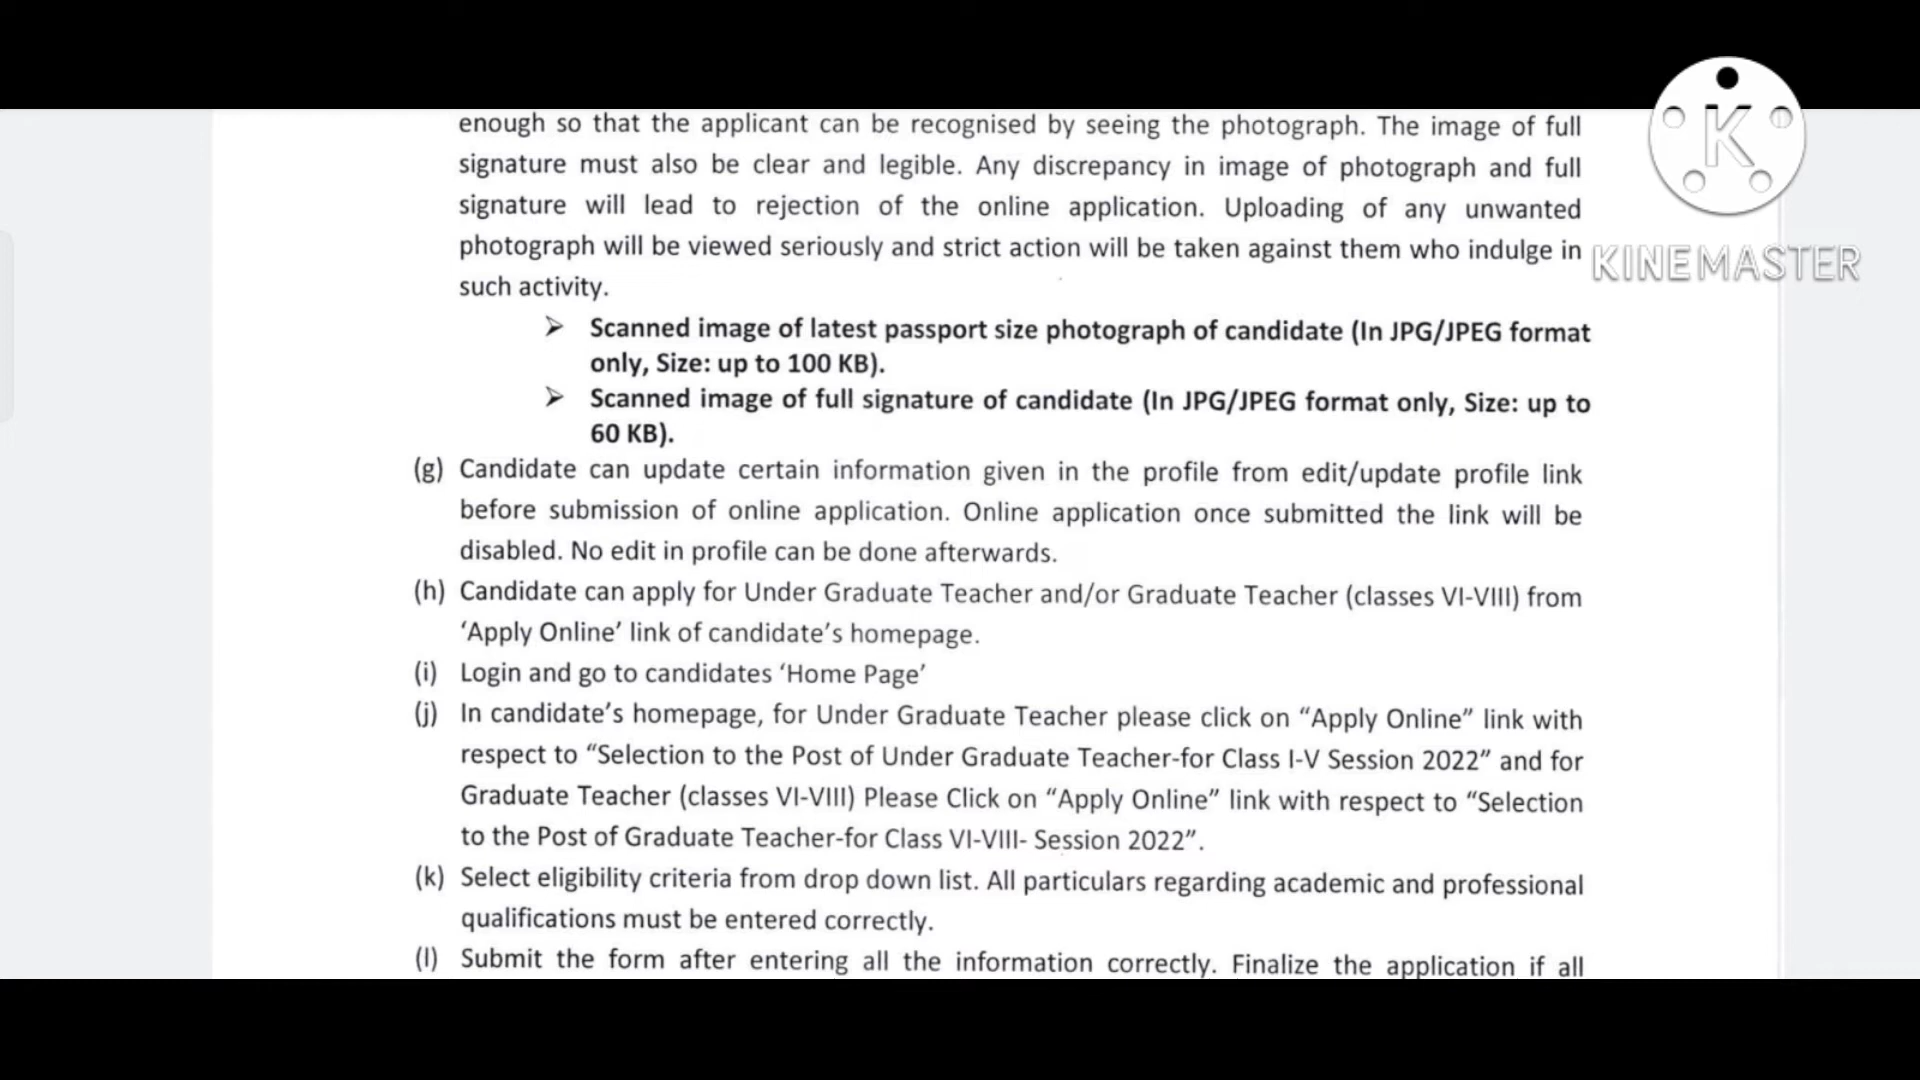 enough so that the applicant can be recognised by seeing the photograph. The image of full
signature must also be clear and legible. Any discrepancy in image of photograph and full
signature will lead to rejection of the online application. Uploading of any unwanted
photograph will be viewed seriously and strict action will be taken against them who indulge in
such activity.
➢ Scanned image of latest passport size photograph of candidate (In JPG/JPEG format
only, Size: up to 100 KB).
➢ Scanned image of full signature of candidate (In JPG/JPEG format only, Size: up to
60 KB).
(g) Candidate can update certain information given in the profile from edit/update profile link
before submission of online application. Online application once submitted the link will be
disabled. No edit in profile can be done afterwards.
(h) Candidate can apply for Under Graduate Teacher and/or Graduate Teacher (classes VI-VIII) from
‘Apply Online’ link of candidate’s homepage.
(i) Login and go to candidates ‘Home Page’
(j) In candidate’s homepage, for Under Graduate Teacher please click on “Apply Online” link with
respect to “Selection to the Post of Under Graduate Teacher-for Class I-V Session 2022” and for
Graduate Teacher (classes VI-VIII) Please Click on “Apply Online” link with respect to “Selection
to the Post of Graduate Teacher-for Class VI-VIII- Session 2022”.
(k) Select eligibility criteria from drop down list. All particulars regarding academic and professional
qualifications must be entered correctly.
(l) Submit the form after entering all the information correctly. Finalize the application if all
K
KINEMASTER